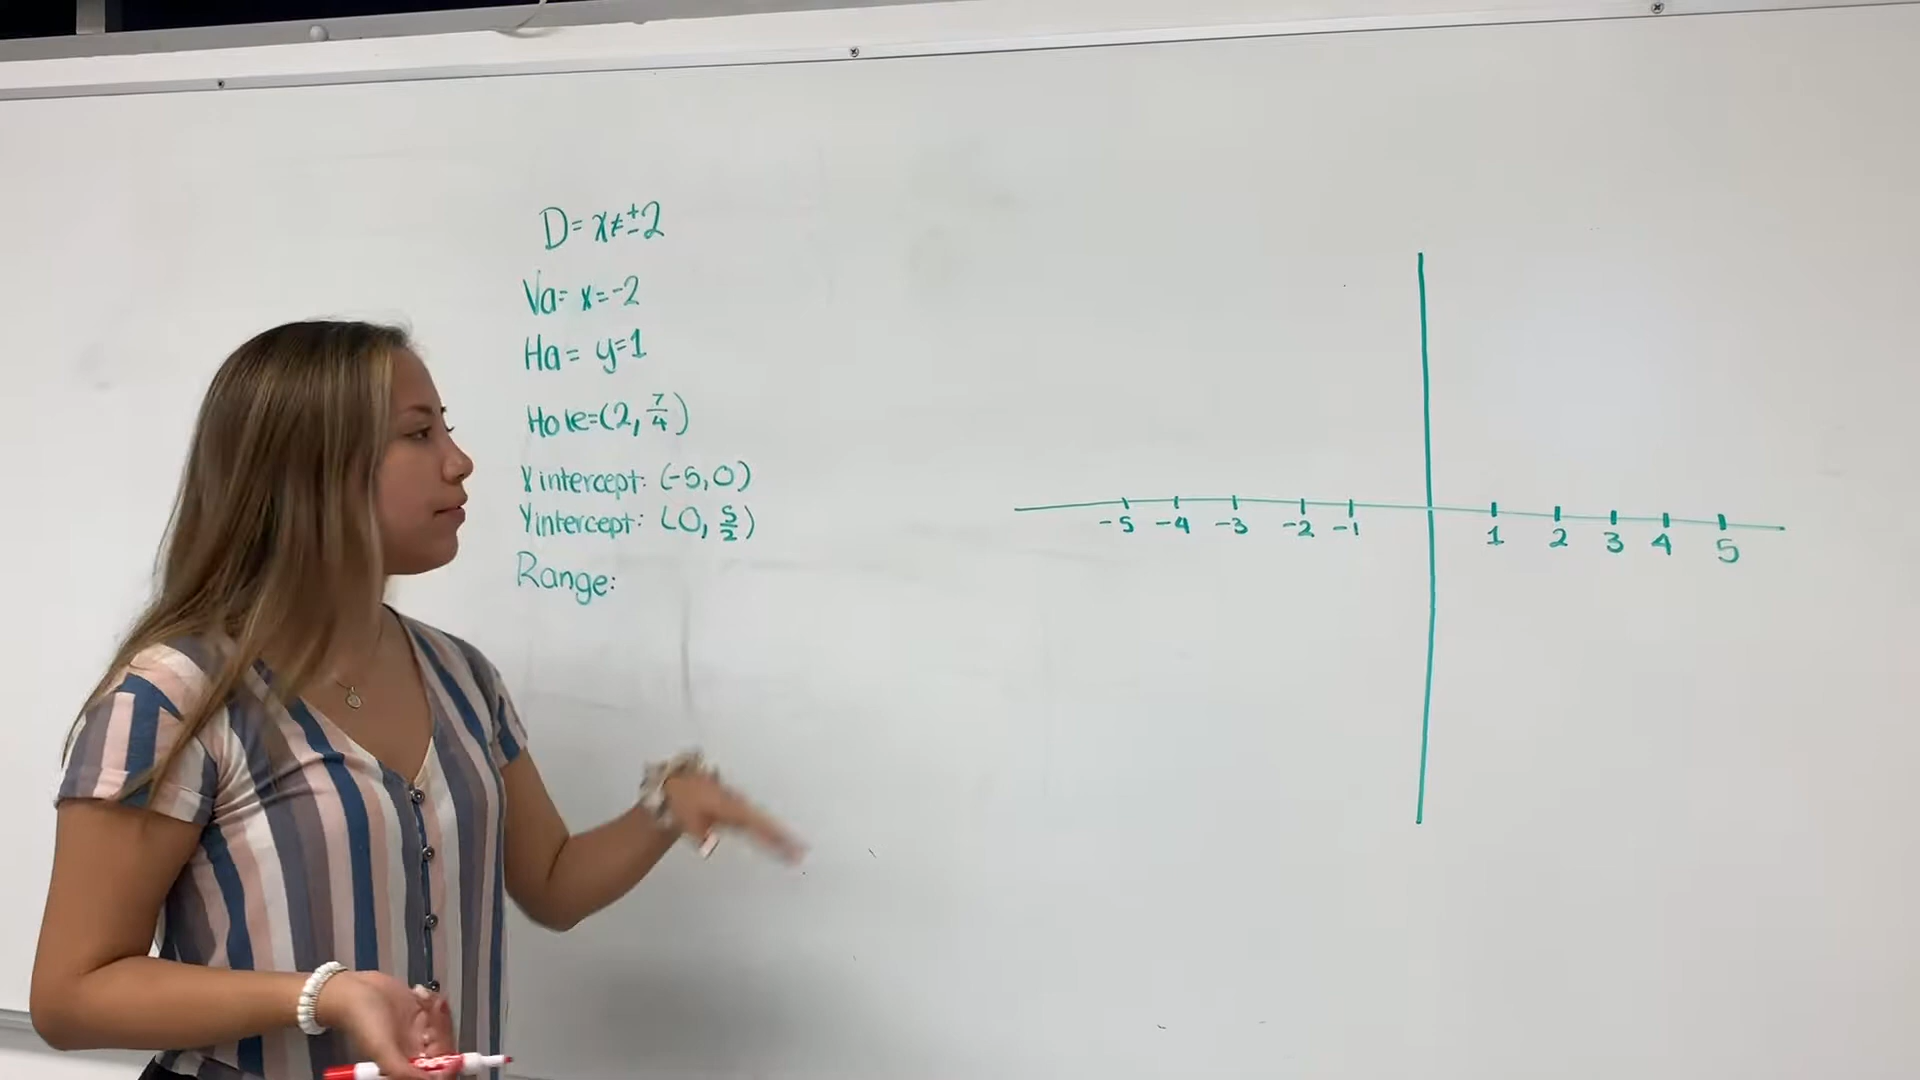 D= x≠±2
Va= x=-2
Ha= y=1
Hole=(2, 7/4)
X intercept: (-5,0)
Y intercept: (0, 5/2)
Range:
-5 -4 -3 -2 -1 1 2 3 4 5